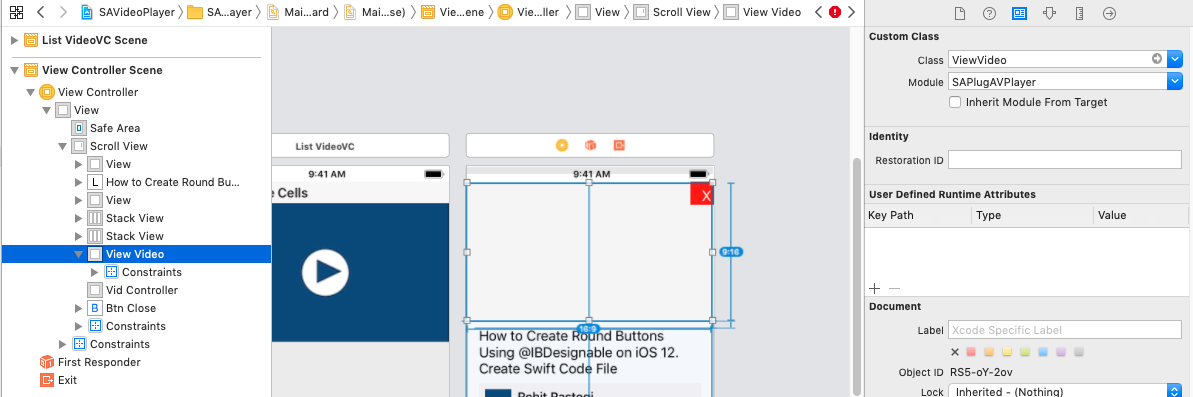 SAVideoPlayer SA...ayer Mai...ard Mai...se) Vie...ene Vie...ller View Scroll View View Video
List VideoVC Scene
View Controller Scene
View Controller
View
Safe Area
Scroll View
View
L How to Create Round Bu...
View
Stack View
Stack View
View Video
Constraints
Vid Controller
B Btn Close
Constraints
Constraints
First Responder
Exit
List VideoVC
9:41 AM
e Cells
9:41 AM
X
9:16
16:9
How to Create Round Buttons
Using @IBDesignable on iOS 12.
Create Swift Code File
Rohit Rastogi
Custom Class
Class ViewVideo
Module SAPlugAVPlayer
Inherit Module From Target
Identity
Restoration ID
User Defined Runtime Attributes
Key Path Type Value
Document
Label Xcode Specific Label
Object ID RS5-oY-2ov
Lock Inherited - (Nothing)